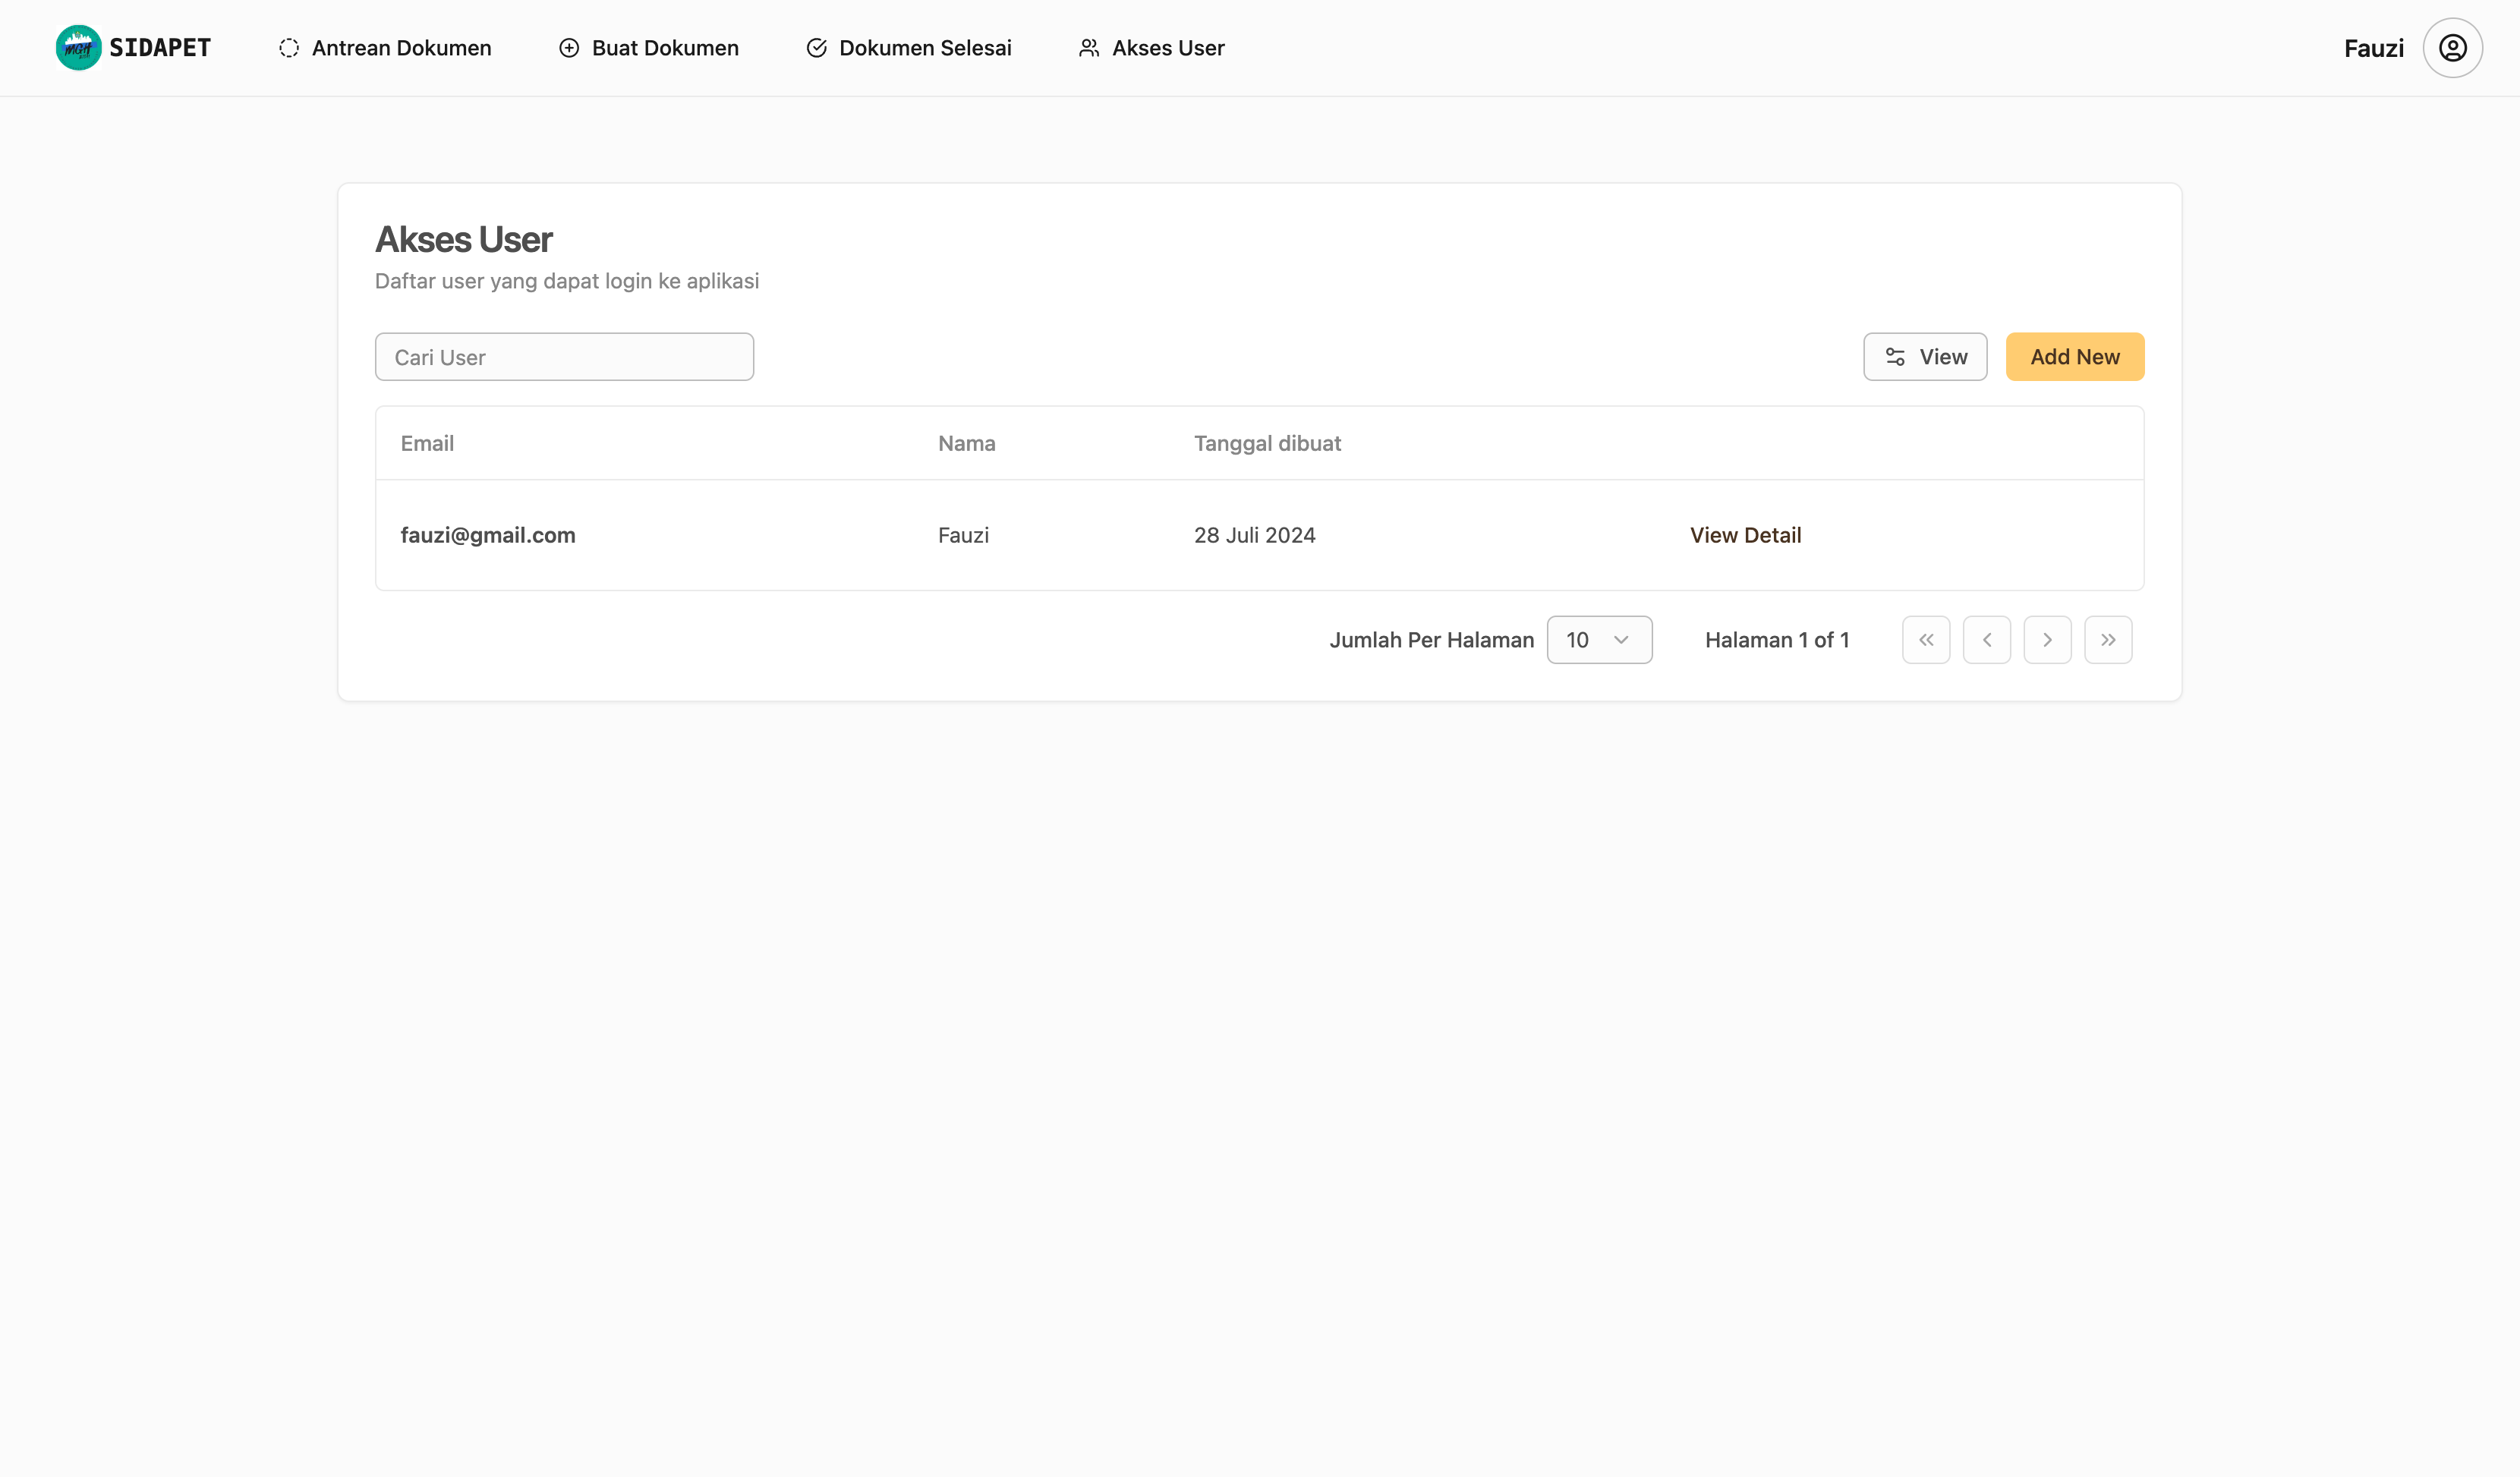 MGH
SIDAPET
Antrean Dokumen
Buat Dokumen
Dokumen Selesai
Akses User
Fauzi
Akses User
Daftar user yang dapat login ke aplikasi
Cari User
View
Add New
Email Nama Tanggal dibuat
fauzi@gmail.com Fauzi 28 Juli 2024 View Detail
Jumlah Per Halaman 10 Halaman 1 of 1